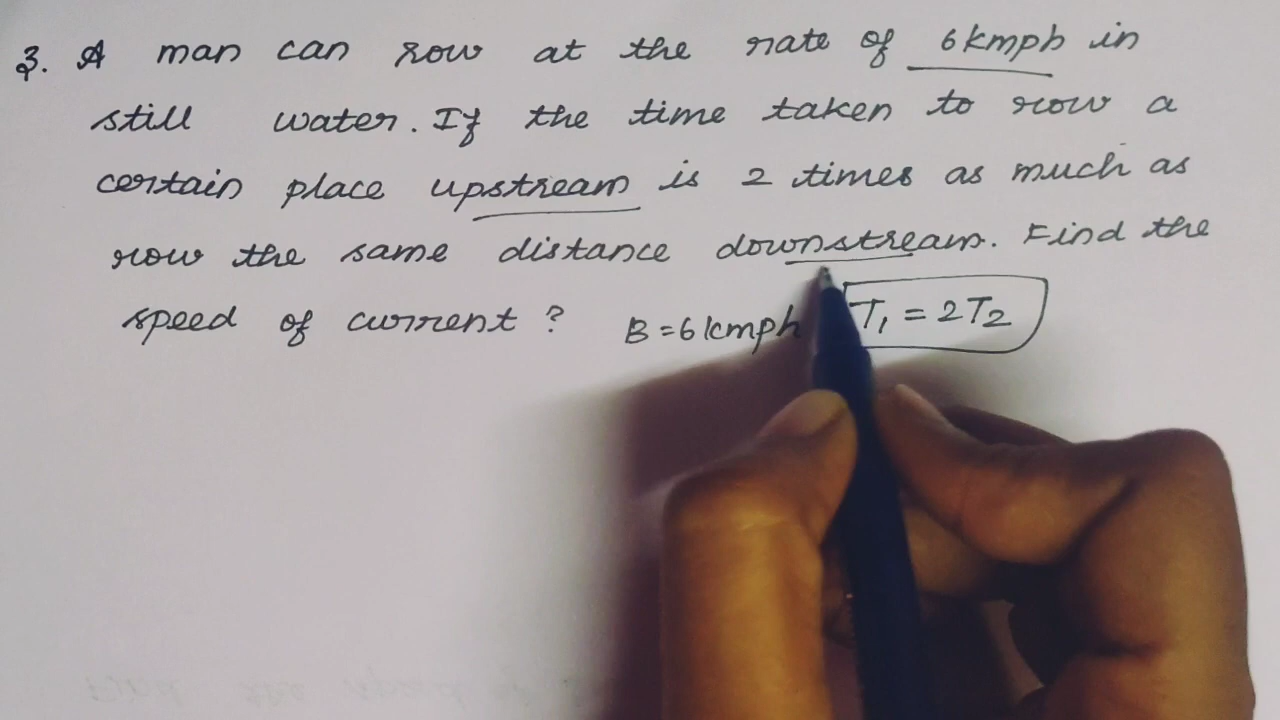 3. A man can row at the rate of 6kmph in
still water. If the time taken to row a
certain place upstream is 2 times as much as
row the same distance downstream. Find the
speed of current ? B = 6 kmph T₁ = 2T₂